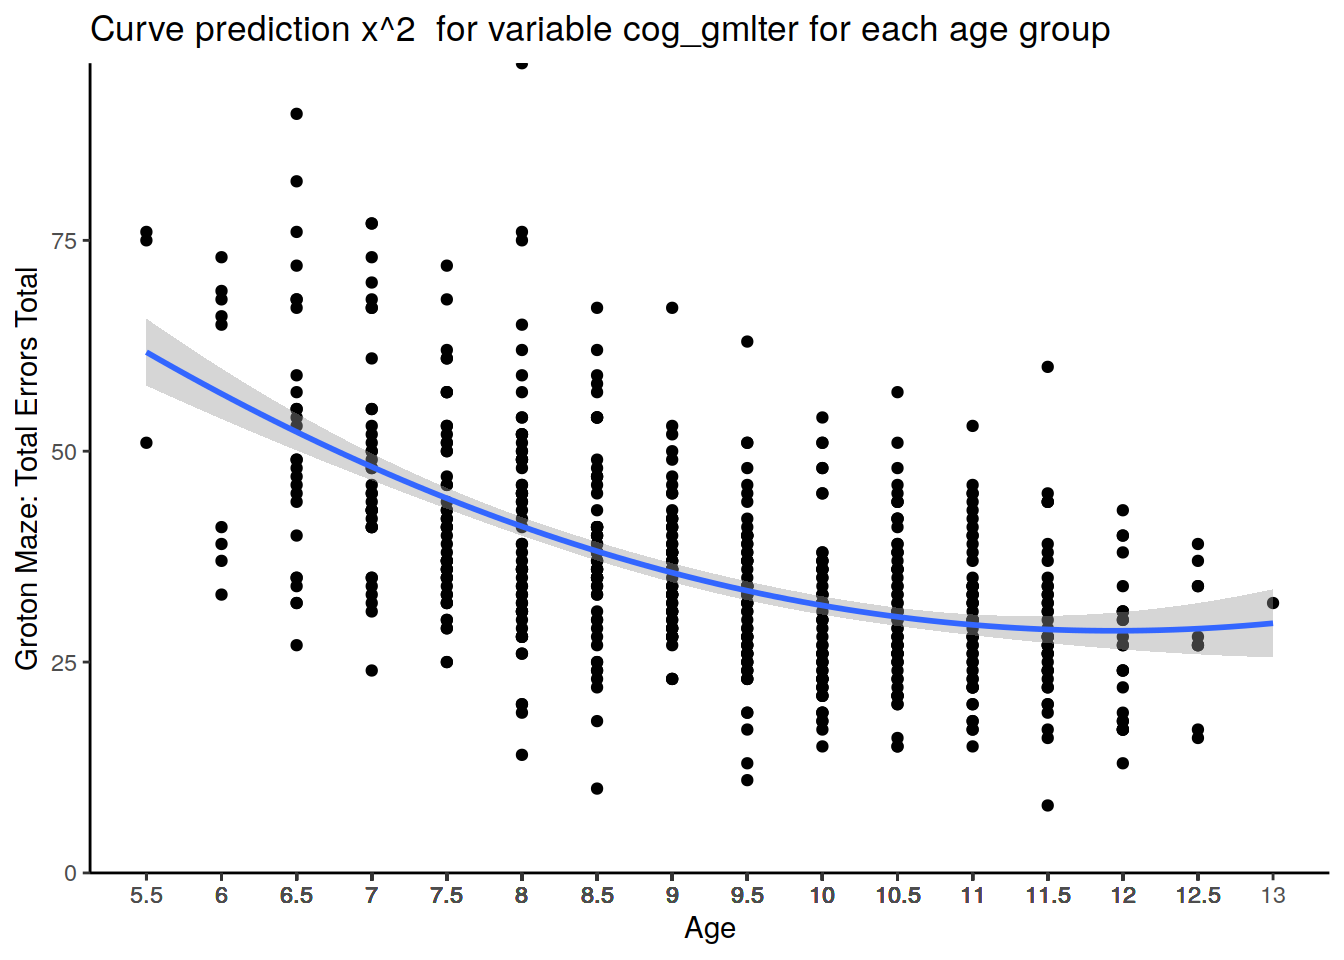 Curve prediction x^2  for variable cog_gmlter for each age group
Groton Maze: Total Errors Total
75
50
25
0
5.5 6 6.5 7 7.5 8 8.5 9 9.5 10 10.5 11 11.5 12 12.5 13
Age